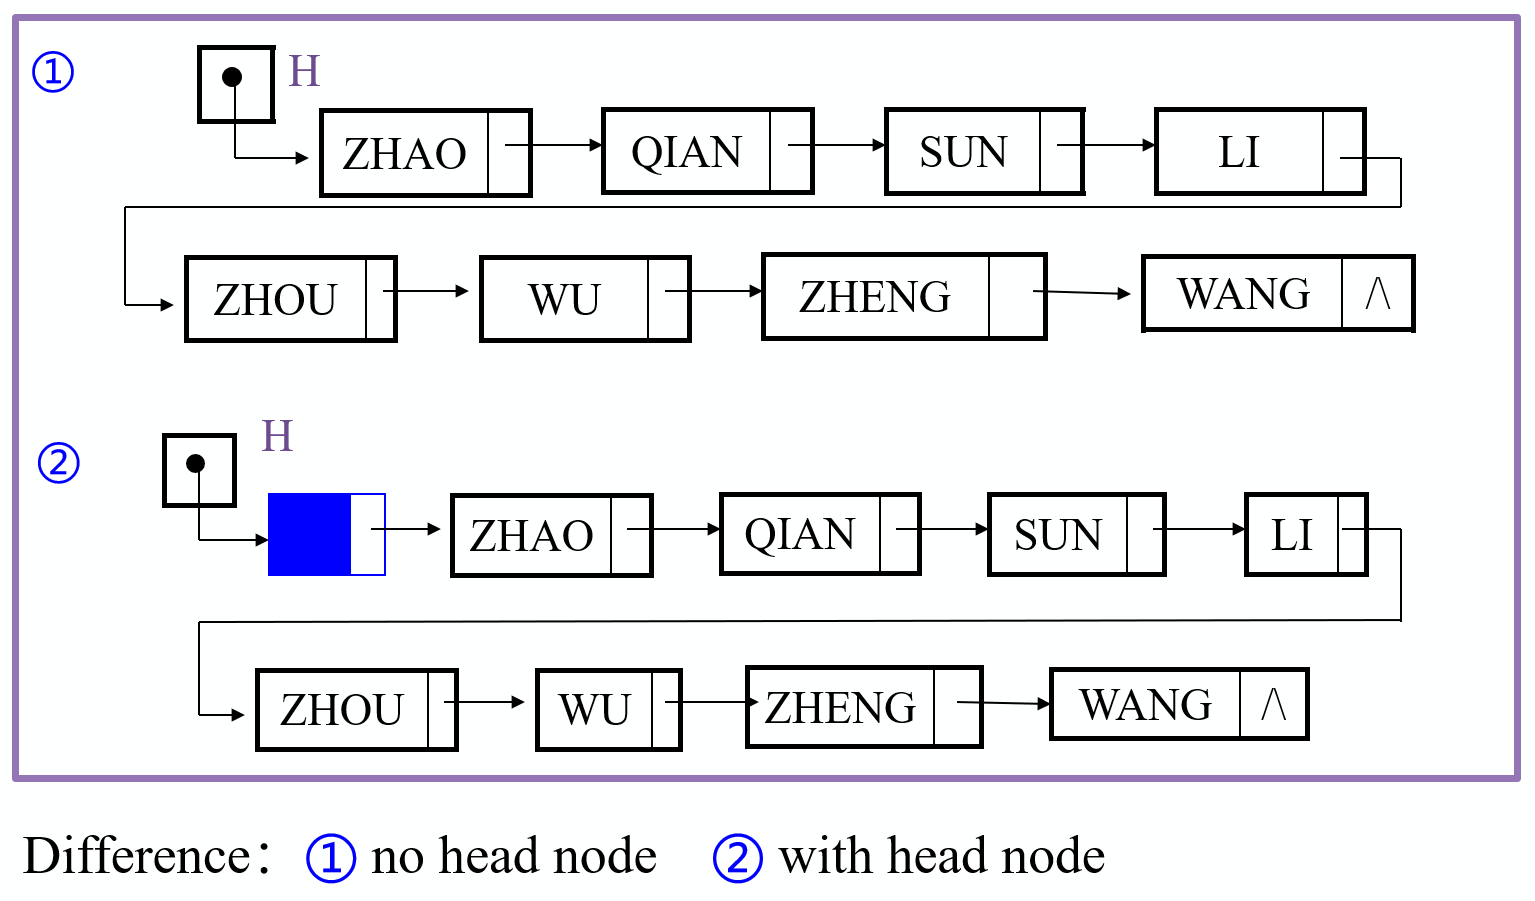 ① H
ZHAO QIAN SUN LI
ZHOU WU ZHENG WANG /\
② H
ZHAO QIAN SUN LI
ZHOU WU ZHENG WANG /\
Difference： ① no head node ② with head node